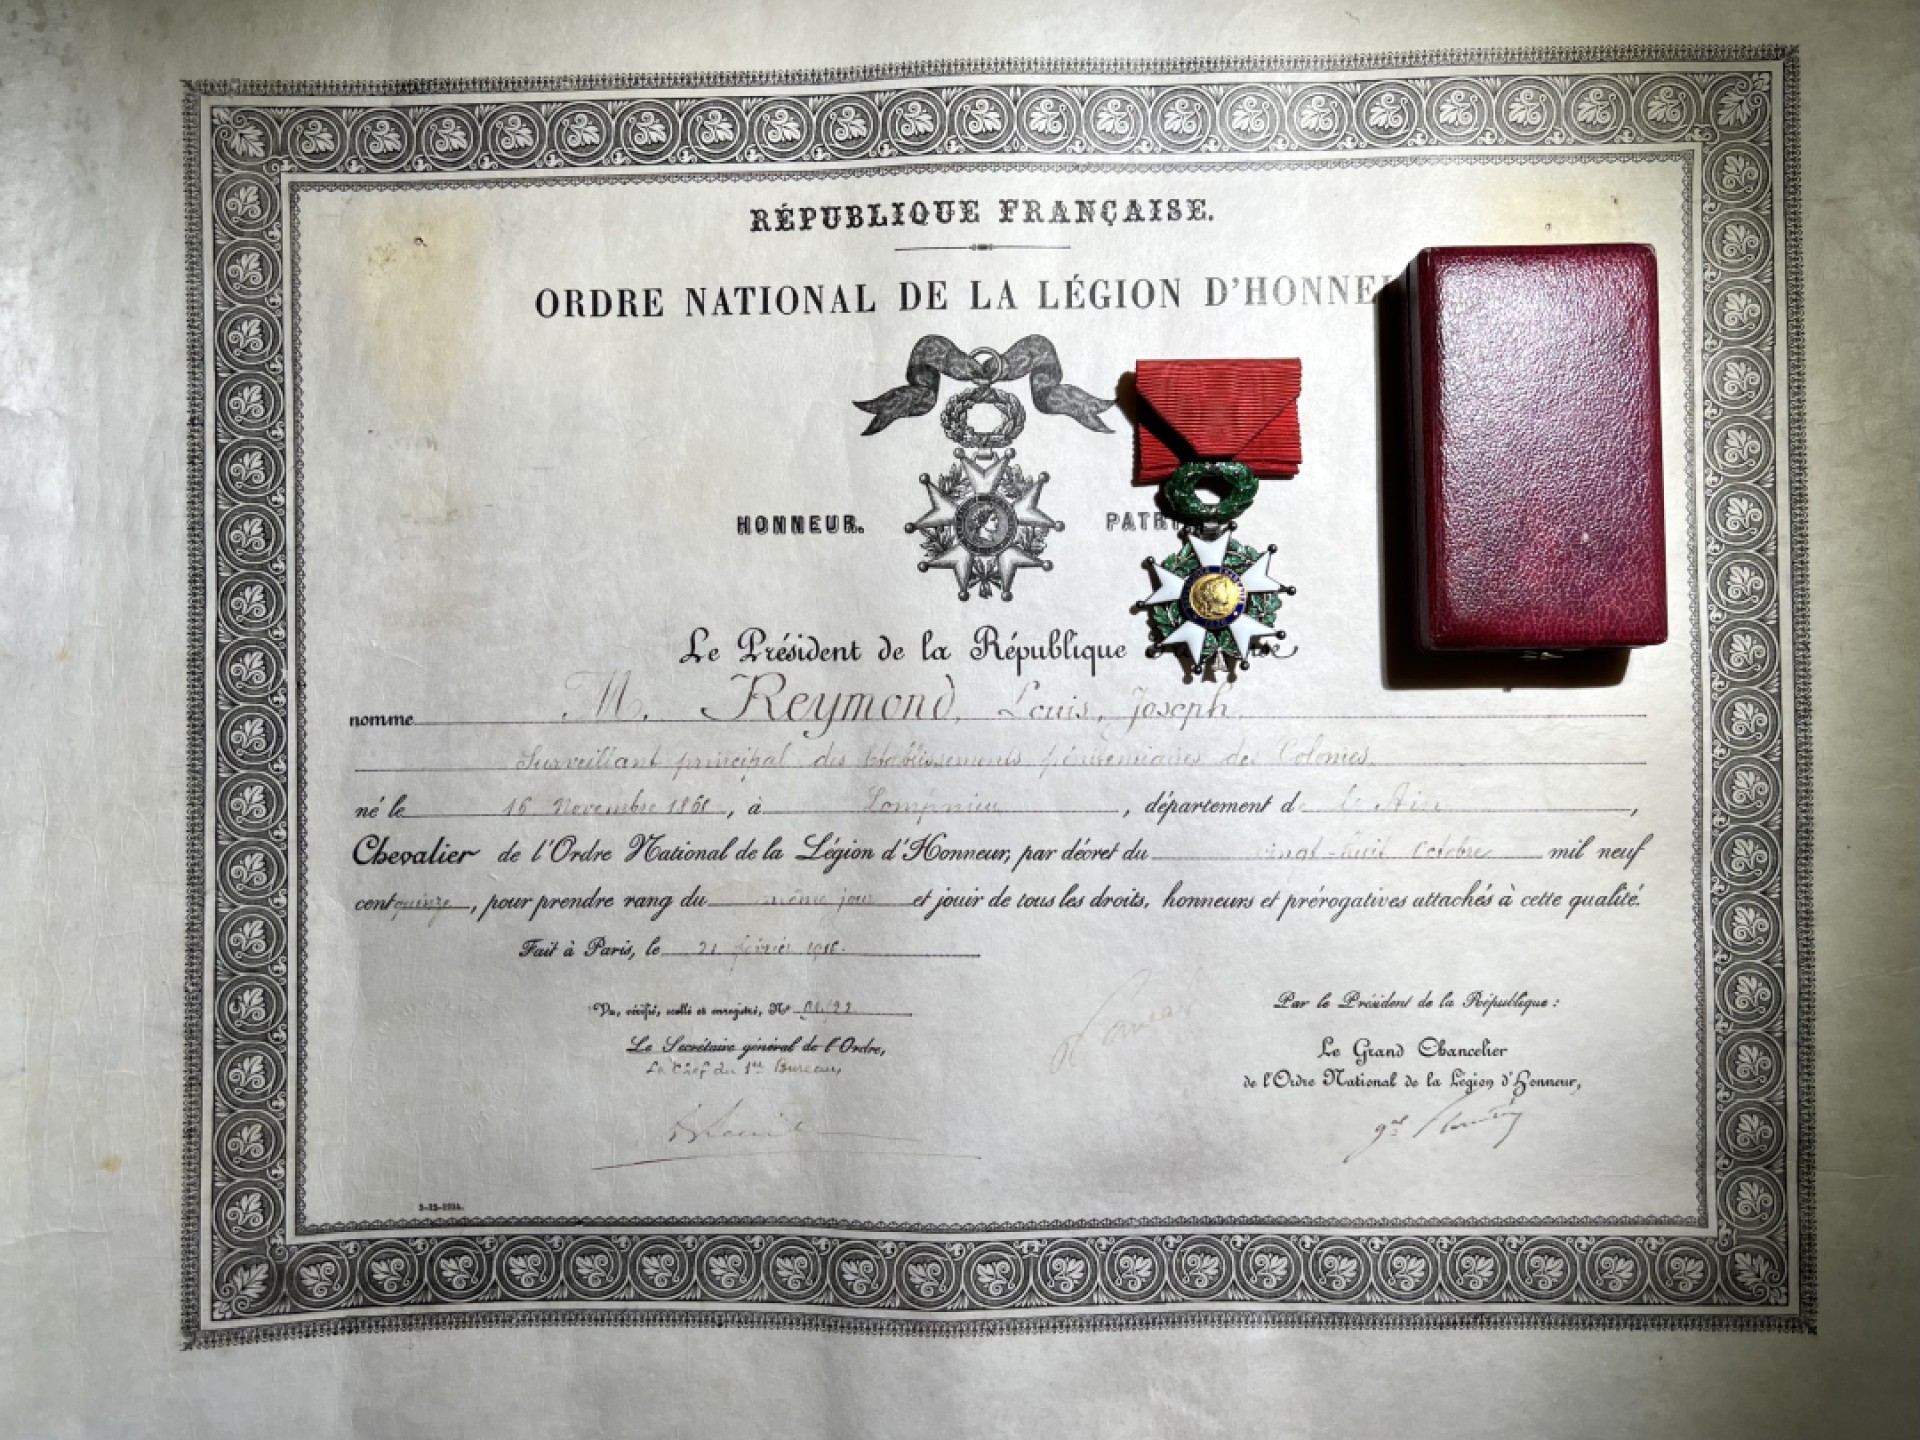 RÉPUBLIQUE FRANÇAISE.
ORDRE NATIONAL DE LA LÉGION D'HONNEU
HONNEUR. PATRI
Le Président de la République
nomme M. Reymond, Louis, Joseph
Surveillant principal des Etablissements pénitentiaires des Colonies
né le 16 Novembre 186 , à Lompnieu , département de l'Ain ,
Chevalier de l'Ordre National de la Légion d'Honneur, par décret du vingt-huit Octobre mil neuf
cent quinze , pour prendre rang du même jour et jouir de tous les droits, honneurs et prérogatives attachés à cette qualité.
Fait à Paris, le 21 février 1916.
Vu, vérifié, scellé et enregistré, N°
Par le Président de la République :
Le Secrétaire général de l'Ordre,
Le Chef du 1er Bureau,
Le Grand Chancelier
de l'Ordre National de la Légion d'Honneur,